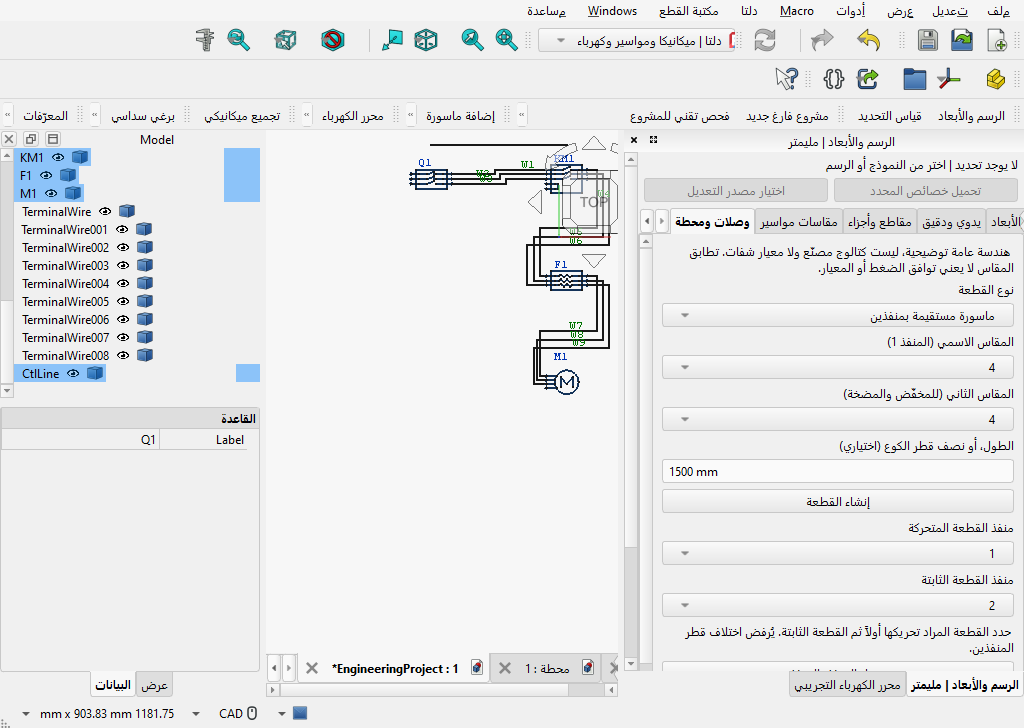 ملف تعديل عرض أدوات Macro دلتا مكتبة القطع Windows مساعدة
دلتا | ميكانيكا ومواسير وكهرباء
الرسم والأبعاد قياس التحديد مشروع فارغ جديد فحص تقني للمشروع
إضافة ماسورة محرر الكهرباء تجميع ميكانيكي برغي سداسي المعرّفات
الرسم والأبعاد | مليمتر
لا يوجد تحديد | اختر من النموذج أو الرسم
تحميل خصائص المحدد
اختيار مصدر التعديل
الأبعاد يدوي ودقيق مقاطع وأجزاء مقاسات مواسير وصلات ومحطة
هندسة عامة توضيحية، ليست كتالوج مصنّع ولا معيار شفات. تطابق
المقاس لا يعني توافق الضغط أو المعيار.
نوع القطعة
ماسورة مستقيمة بمنفذين
المقاس الاسمي (المنفذ 1)
4
المقاس الثاني (للمخفّض والمضخة)
4
الطول، أو نصف قطر الكوع (اختياري)
1500 mm
إنشاء القطعة
منفذ القطعة المتحركة
1
منفذ القطعة الثابتة
2
حدد القطعة المراد تحريكها أولاً ثم القطعة الثابتة. يُرفض اختلاف قطر
المنفذين.
الرسم والأبعاد | مليمتر
محرر الكهرباء التجريبي
Model
KM1
F1
M1
TerminalWire
TerminalWire001
TerminalWire002
TerminalWire003
TerminalWire004
TerminalWire005
TerminalWire006
TerminalWire007
TerminalWire008
CtlLine
القاعدة
Label
Q1
عرض
البيانات
Q1
W1
KM1
TOP
W5
W6
F1
W7
W8
W9
M1
M
*EngineeringProject : 1
محطة : 1
mm x 903.83 mm 1181.75
CAD